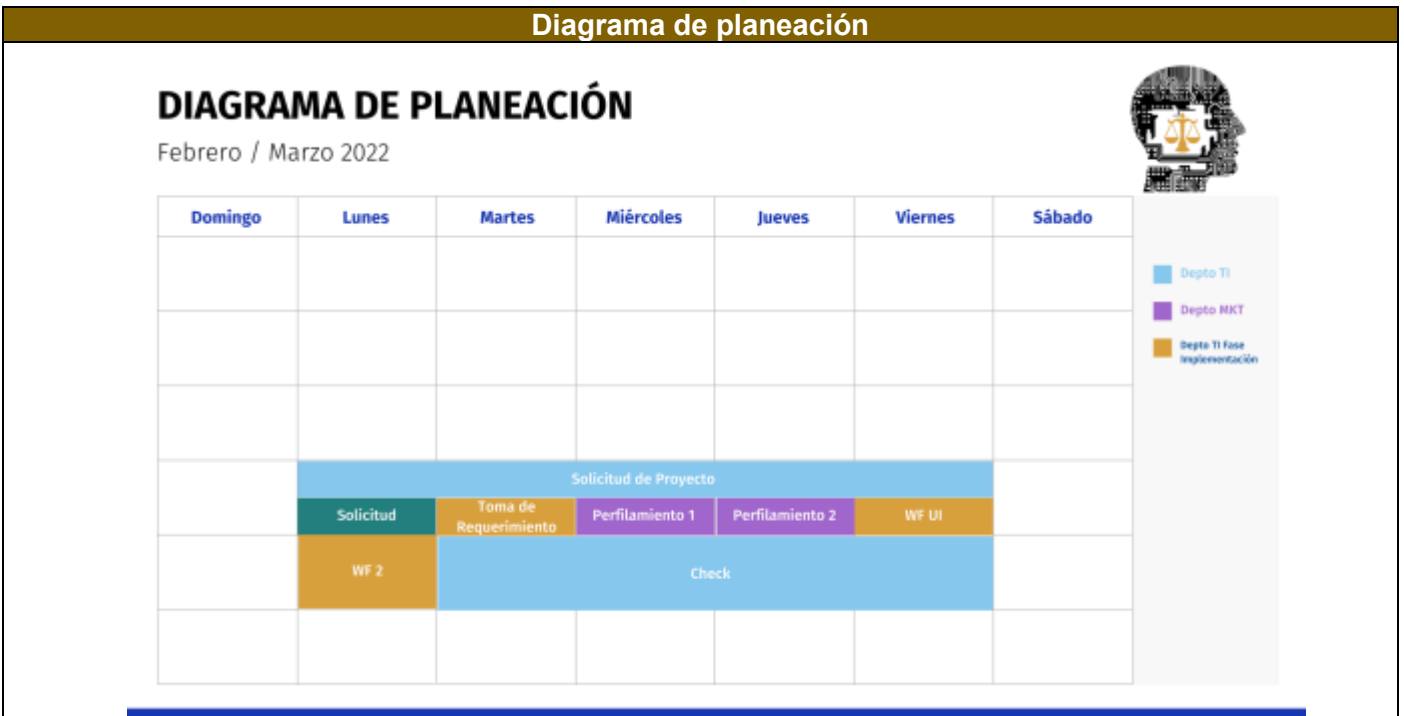 Diagrama de planeación
DIAGRAMA DE PLANEACIÓN
Febrero / Marzo 2022
Domingo Lunes Martes Miércoles Jueves Viernes Sábado
Depto TI
Depto MKT
Depto TI Fase
Implementación
Solicitud de Proyecto
Solicitud
Toma de
Requerimiento
Perfilamiento 1
Perfilamiento 2
WF UI
WF 2
Check